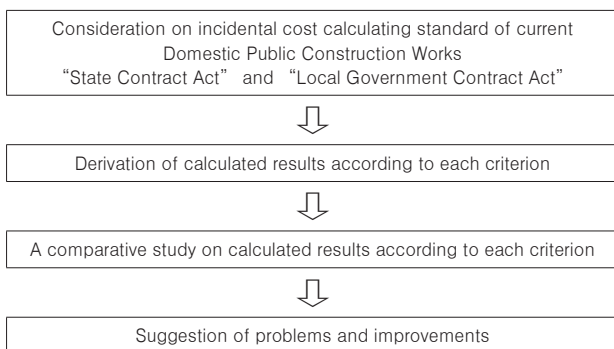 Consideration on incidental cost calculating standard of current
Domestic Public Construction Works
“State Contract Act” and “Local Government Contract Act”
Derivation of calculated results according to each criterion
A comparative study on calculated results according to each criterion
Suggestion of problems and improvements